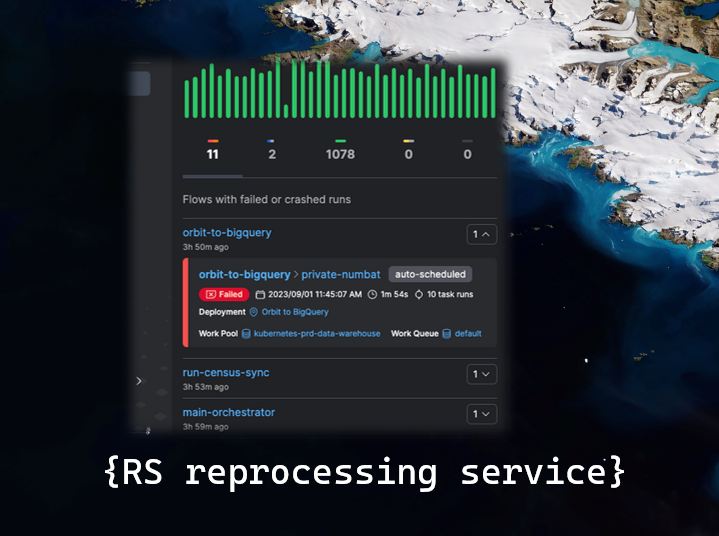 11 2 1078 0 0
Flows with failed or crashed runs
orbit-to-bigquery 1
3h 50m ago
orbit-to-bigquery > private-numbat auto-scheduled
Failed 2023/09/01 11:45:07 AM 1m 54s 10 task runs
Deployment Orbit to BigQuery
Work Pool kubernetes-prd-data-warehouse Work Queue default
run-census-sync 1
3h 53m ago
main-orchestrator 1
3h 59m ago
{RS reprocessing service}